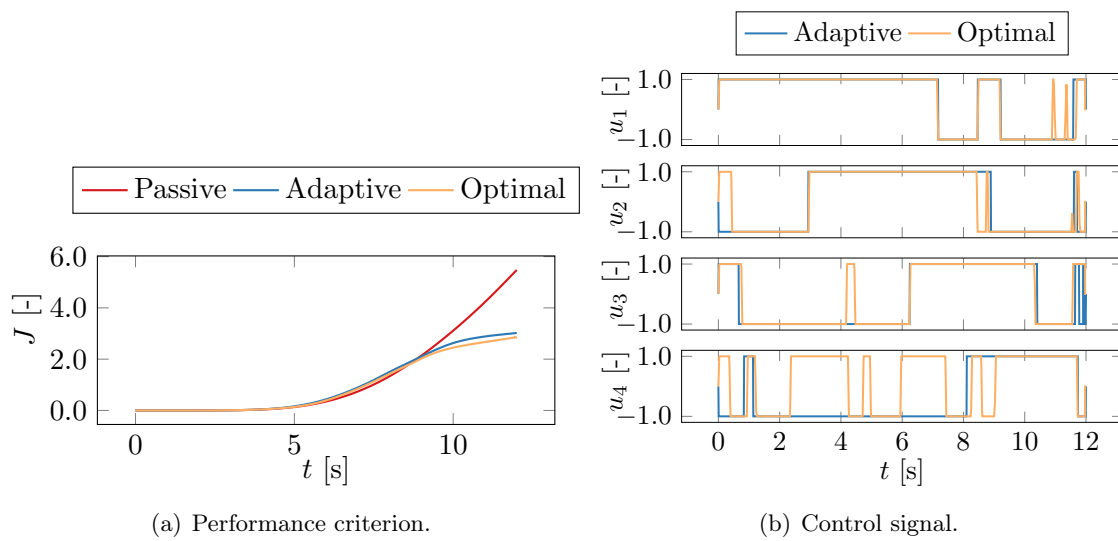 Passive Adaptive Optimal
6.0
4.0
2.0
0.0
J [-]
0 5 10
t [s]
(a) Performance criterion.
Adaptive Optimal
1.0
-1.0
u1 [-]
1.0
-1.0
u2 [-]
1.0
-1.0
u3 [-]
1.0
-1.0
u4 [-]
0 2 4 6 8 10 12
t [s]
(b) Control signal.